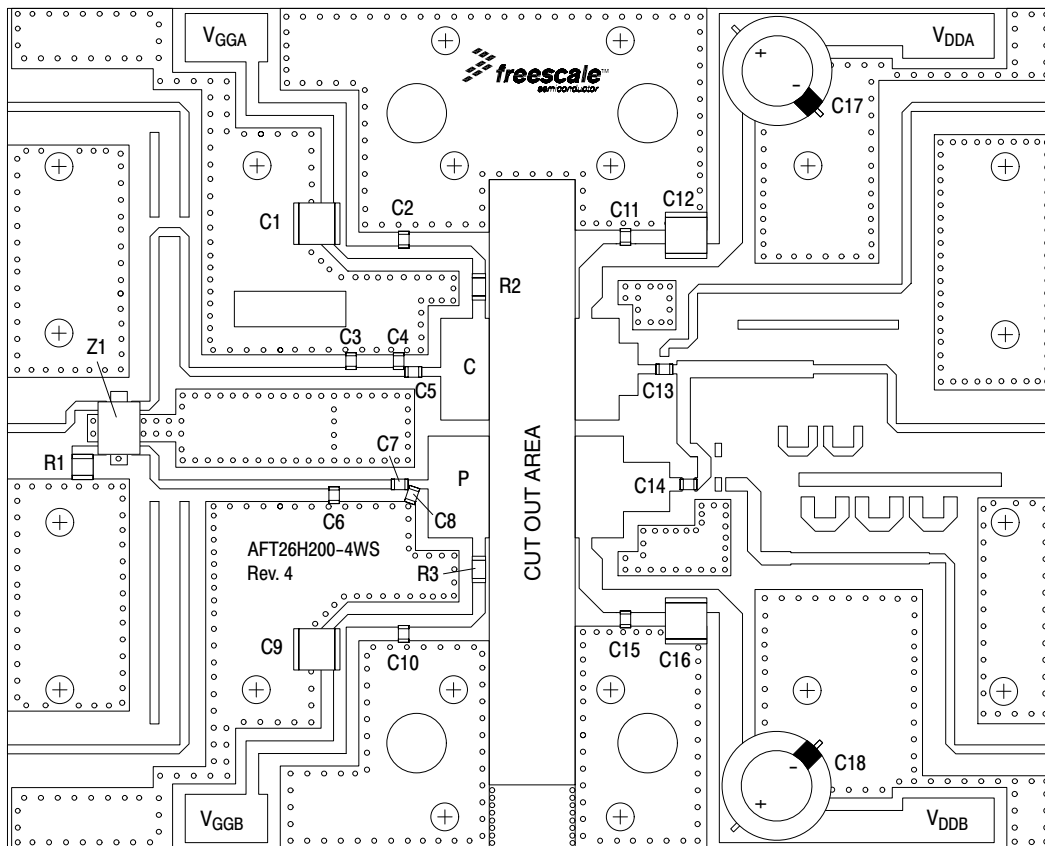 VGGA
freescale™
semiconductor
+
-
VDDA
C17
C1
C2
C11
C12
R2
Z1
C3
C4
C5
C
C13
R1
C7
P
C14
C6
C8
CUT OUT AREA
AFT26H200-4WS
Rev. 4
R3
C9
C10
C15
C16
C18
-
+
VGGB
VDDB